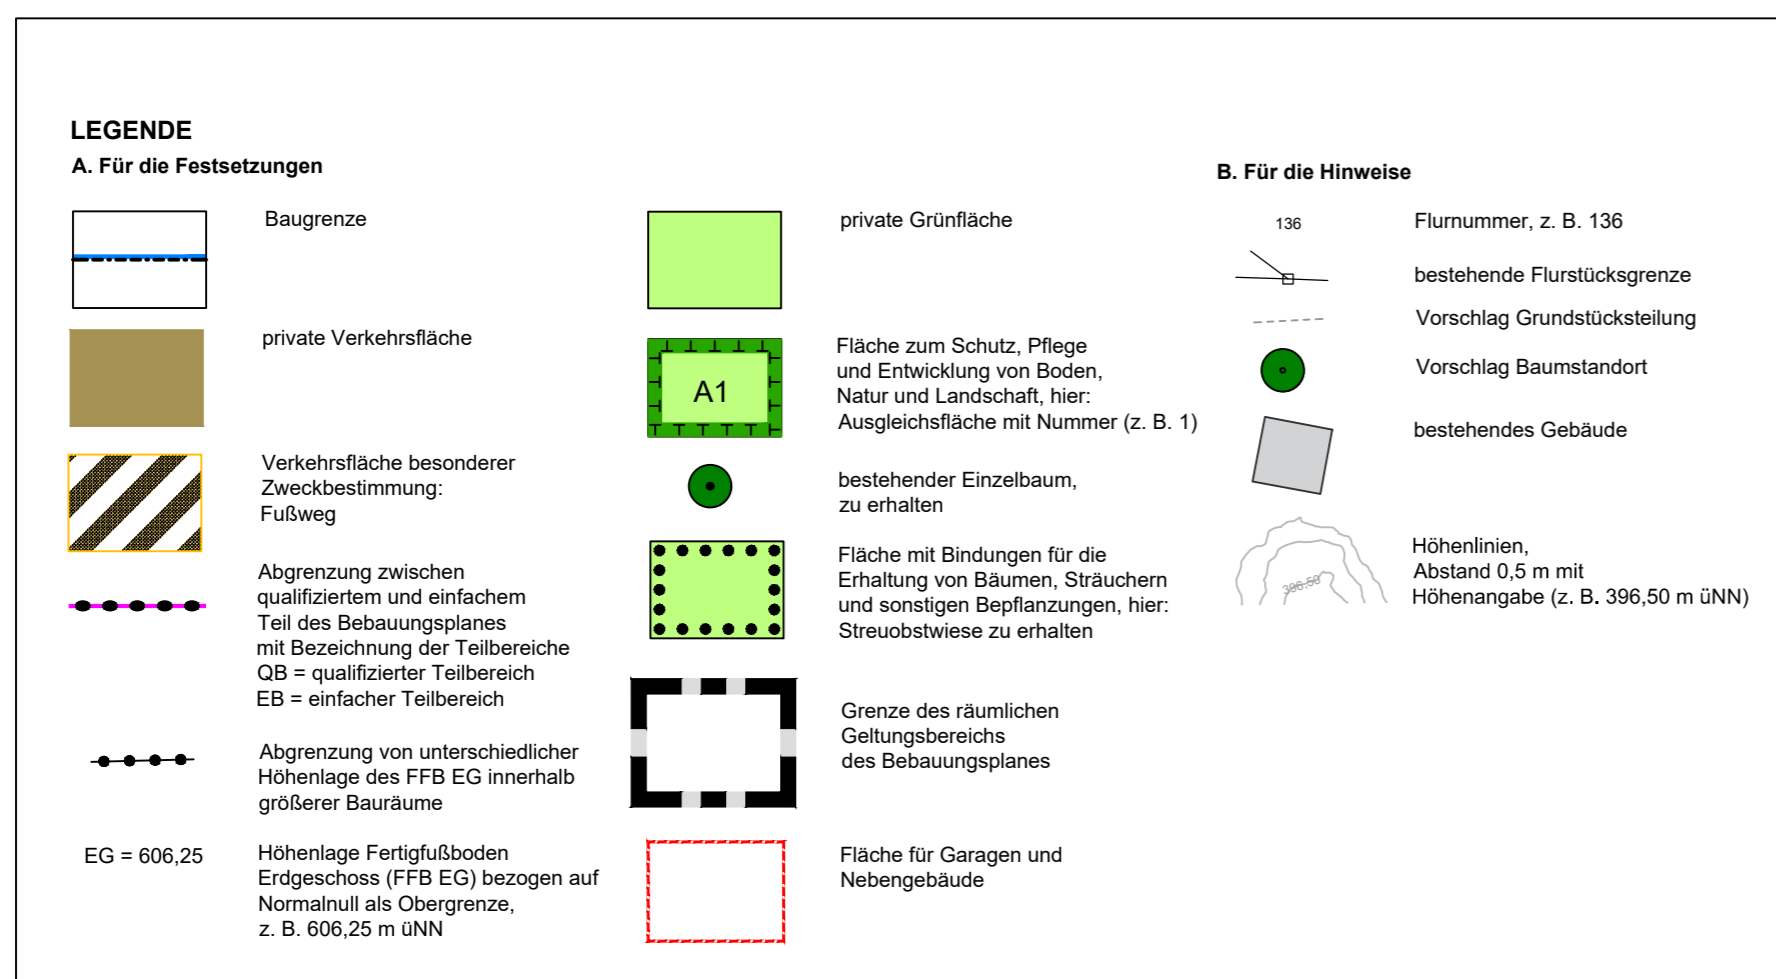 LEGENDE
A. Für die Festsetzungen
Baugrenze
private Verkehrsfläche
Verkehrsfläche besonderer
Zweckbestimmung:
Fußweg
Abgrenzung zwischen
qualifiziertem und einfachem
Teil des Bebauungsplanes
mit Bezeichnung der Teilbereiche
QB = qualifizierter Teilbereich
EB = einfacher Teilbereich
Abgrenzung von unterschiedlicher
Höhenlage des FFB EG innerhalb
größerer Bauräume
EG = 606,25
Höhenlage Fertigfußboden
Erdgeschoss (FFB EG) bezogen auf
Normalnull als Obergrenze,
z. B. 606,25 m üNN
private Grünfläche
A1
Fläche zum Schutz, Pflege
und Entwicklung von Boden,
Natur und Landschaft, hier:
Ausgleichsfläche mit Nummer (z. B. 1)
bestehender Einzelbaum,
zu erhalten
Fläche mit Bindungen für die
Erhaltung von Bäumen, Sträuchern
und sonstigen Bepflanzungen, hier:
Streuobstwiese zu erhalten
Grenze des räumlichen
Geltungsbereichs
des Bebauungsplanes
Fläche für Garagen und
Nebengebäude
B. Für die Hinweise
136
Flurnummer, z. B. 136
bestehende Flurstücksgrenze
Vorschlag Grundstücksteilung
Vorschlag Baumstandort
bestehendes Gebäude
396.50
Höhenlinien,
Abstand 0,5 m mit
Höhenangabe (z. B. 396,50 m üNN)